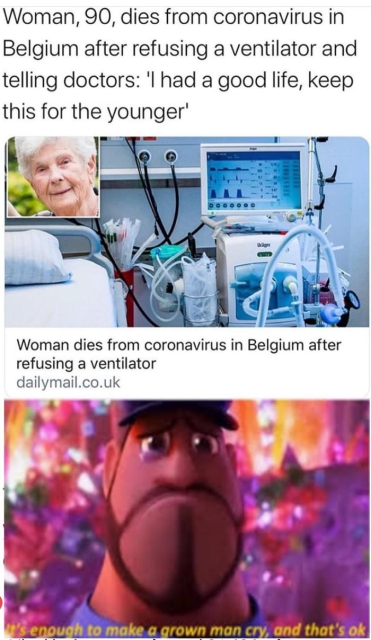 Woman, 90, dies from coronavirus in
Belgium after refusing a ventilator and
telling doctors: 'I had a good life, keep
this for the younger'
Dräger
Woman dies from coronavirus in Belgium after
refusing a ventilator
dailymail.co.uk
It's enough to make a grown man cry, and that's ok